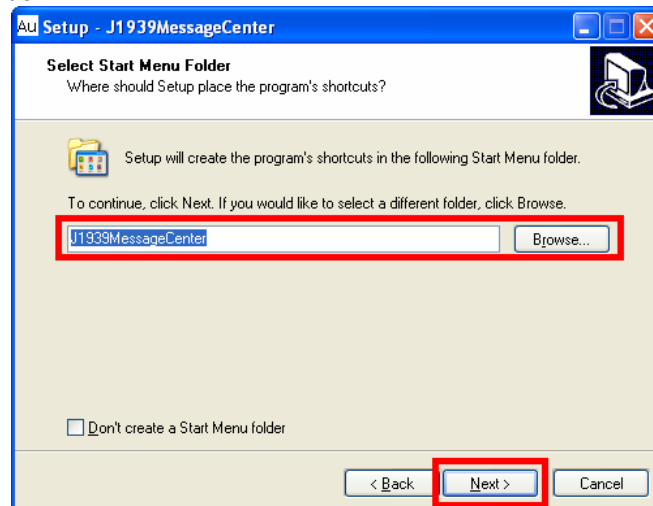 Au Setup - J1939MessageCenter
Select Start Menu Folder
Where should Setup place the program's shortcuts?
Setup will create the program's shortcuts in the following Start Menu folder.
To continue, click Next. If you would like to select a different folder, click Browse.
J1939MessageCenter
Browse...
Don't create a Start Menu folder
< Back
Next >
Cancel